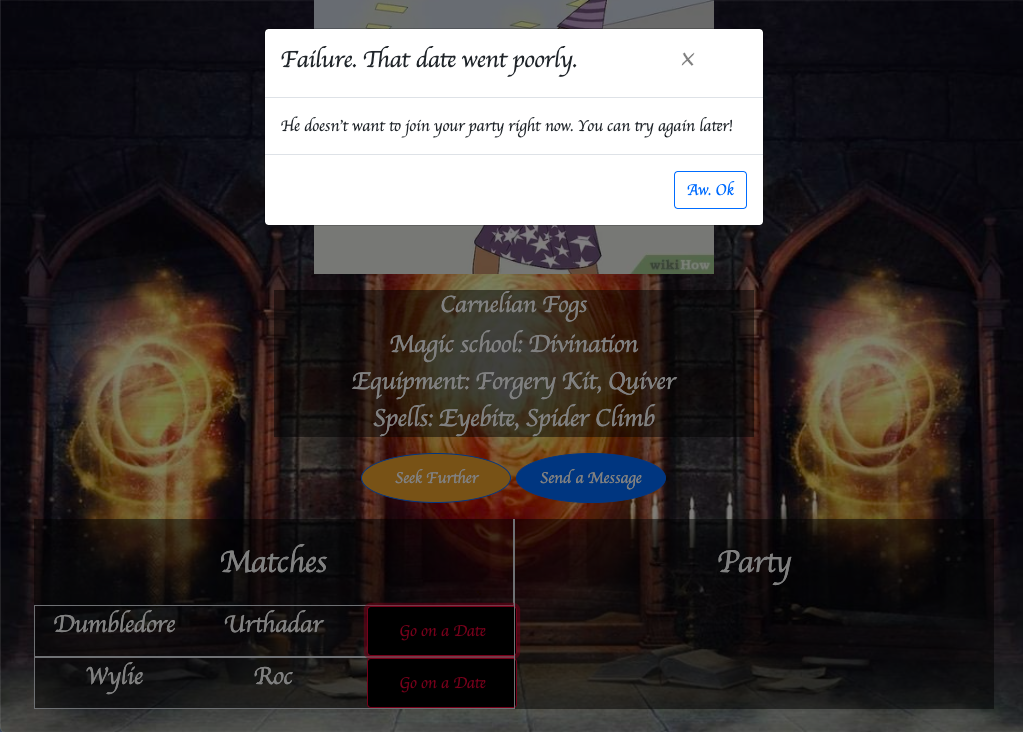 Failure. That date went poorly.
×
He doesn't want to join your party right now. You can try again later!
Aw. Ok
wikiHow
Carnelian Fogs
Magic school: Divination
Equipment: Forgery Kit, Quiver
Spells: Eyebite, Spider Climb
Seek Further
Send a Message
Matches
Party
Dumbledore Urthadar Go on a Date
Wylie Roc Go on a Date